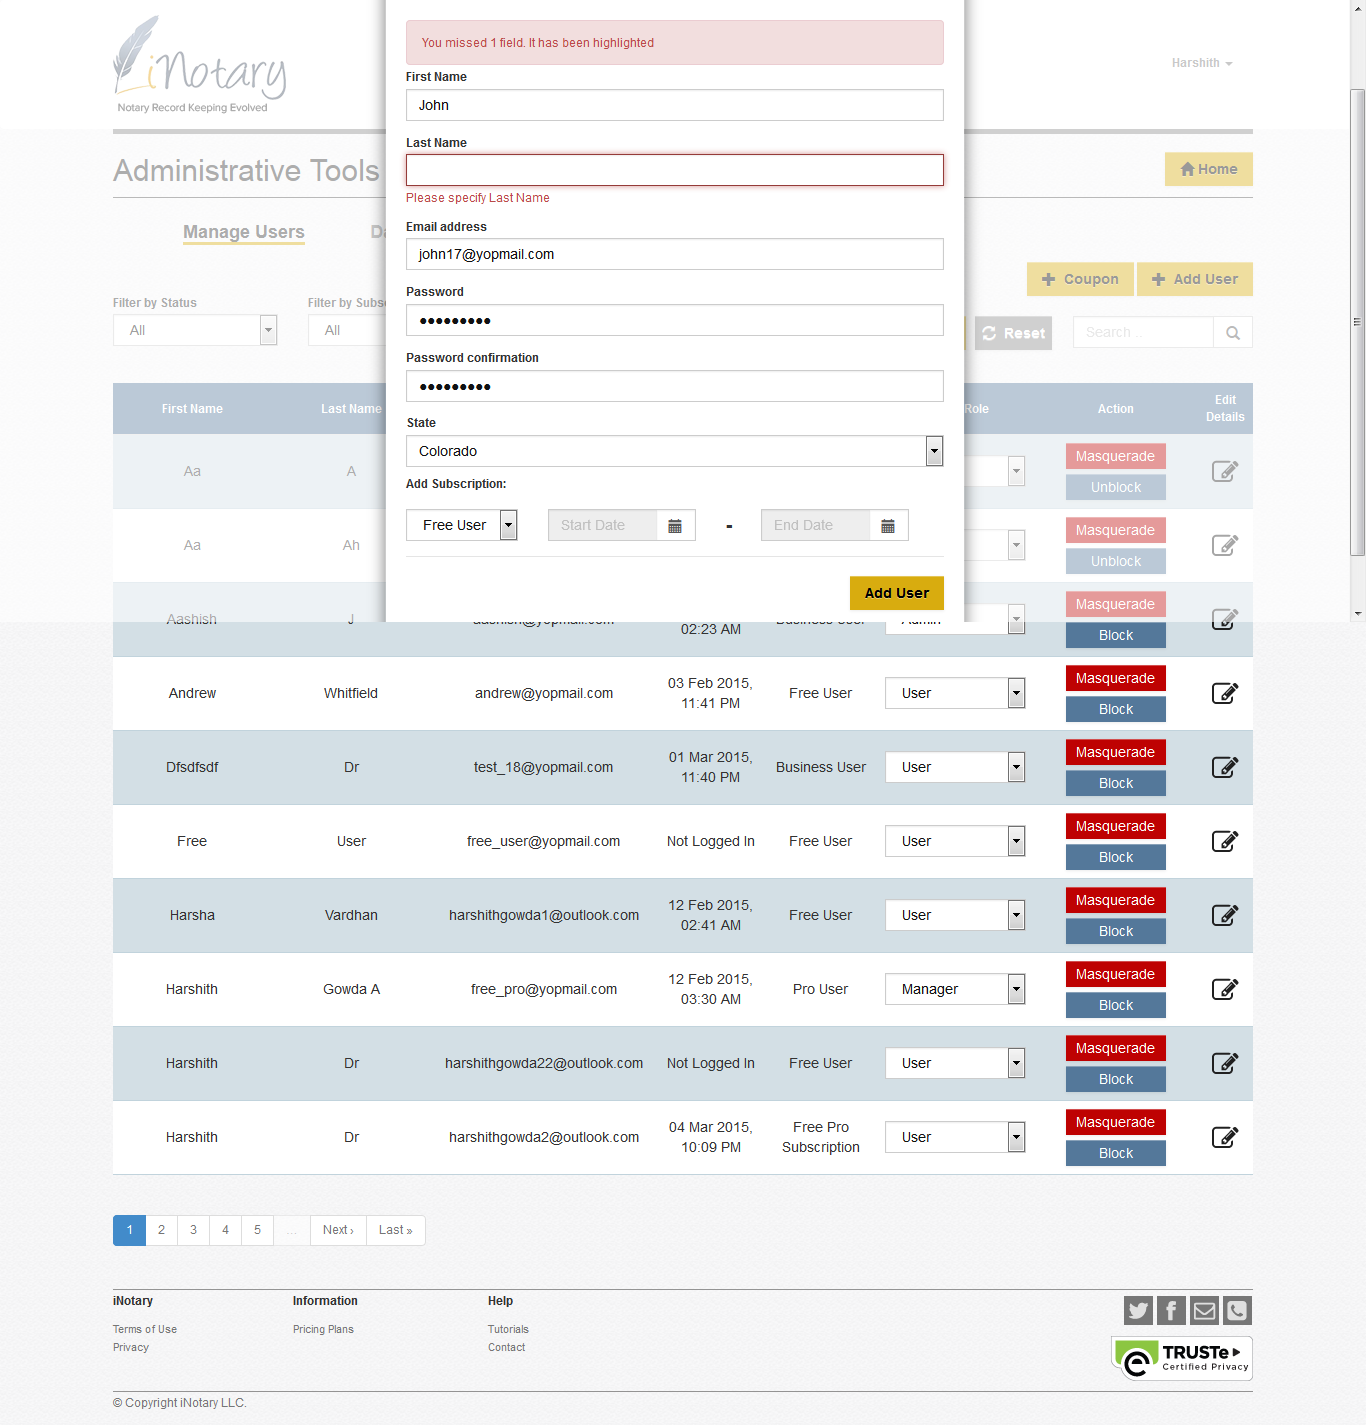 iNotary
Notary Record Keeping Evolved
Harshith
You missed 1 field. It has been highlighted
First Name
John
Last Name
Please specify Last Name
Email address
john17@yopmail.com
Password
Password confirmation
State
Colorado
Add Subscription:
Free User Start Date - End Date
Add User
Administrative Tools
Home
Manage Users
Coupon Add User
Filter by Status
All
All
Reset
Search ..
First Name Last Name Role Action Edit Details
Aa A Masquerade Unblock
Aa Ah Masquerade Unblock
Aashish J aashish@yopmail.com 02:23 AM Business User Admin Masquerade Block
Andrew Whitfield andrew@yopmail.com 03 Feb 2015, 11:41 PM Free User User Masquerade Block
Dfsdfsdf Dr test_18@yopmail.com 01 Mar 2015, 11:40 PM Business User User Masquerade Block
Free User free_user@yopmail.com Not Logged In Free User User Masquerade Block
Harsha Vardhan harshithgowda1@outlook.com 12 Feb 2015, 02:41 AM Free User User Masquerade Block
Harshith Gowda A free_pro@yopmail.com 12 Feb 2015, 03:30 AM Pro User Manager Masquerade Block
Harshith Dr harshithgowda22@outlook.com Not Logged In Free User User Masquerade Block
Harshith Dr harshithgowda2@outlook.com 04 Mar 2015, 10:09 PM Free Pro Subscription User Masquerade Block
1 2 3 4 5 ... Next › Last »
iNotary Information Help
Terms of Use Pricing Plans Tutorials
Privacy Contact
TRUSTe
Certified Privacy
© Copyright iNotary LLC.